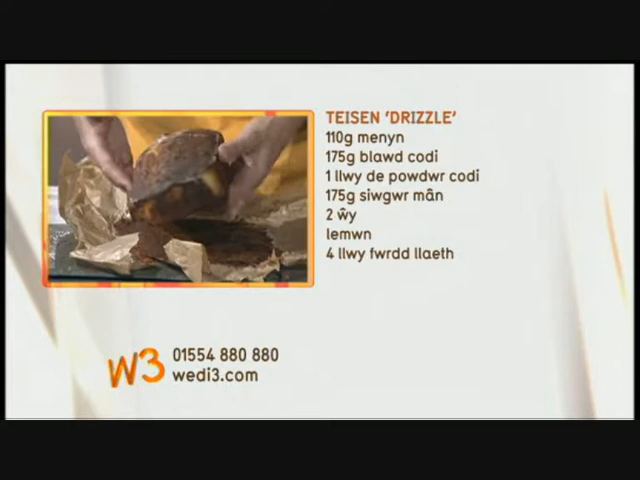 TEISEN 'DRIZZLE'
110g menyn
175g blawd codi
1 llwy de powdwr codi
175g siwgwr mân
2 ŵy
lemwn
4 llwy fwrdd llaeth
W3
01554 880 880
wedi3.com